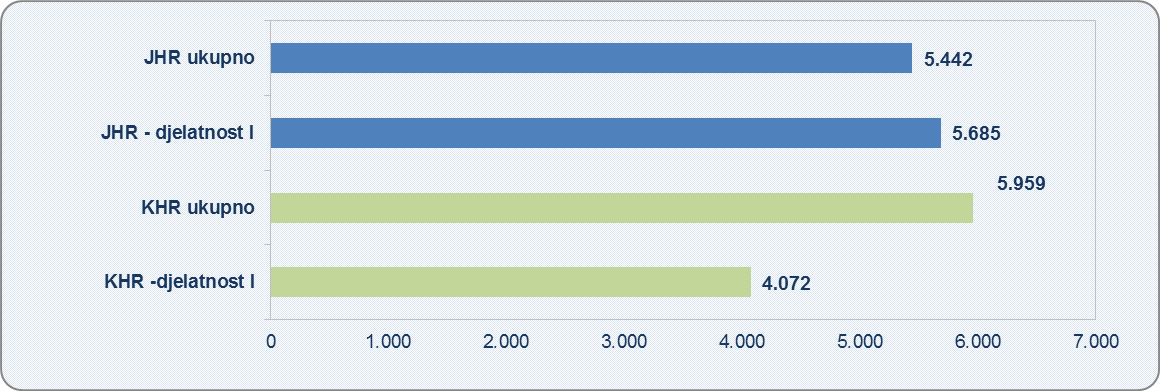 JHR ukupno
5.442
JHR - djelatnost I
5.685
KHR ukupno
5.959
KHR -djelatnost I
4.072
0 1.000 2.000 3.000 4.000 5.000 6.000 7.000